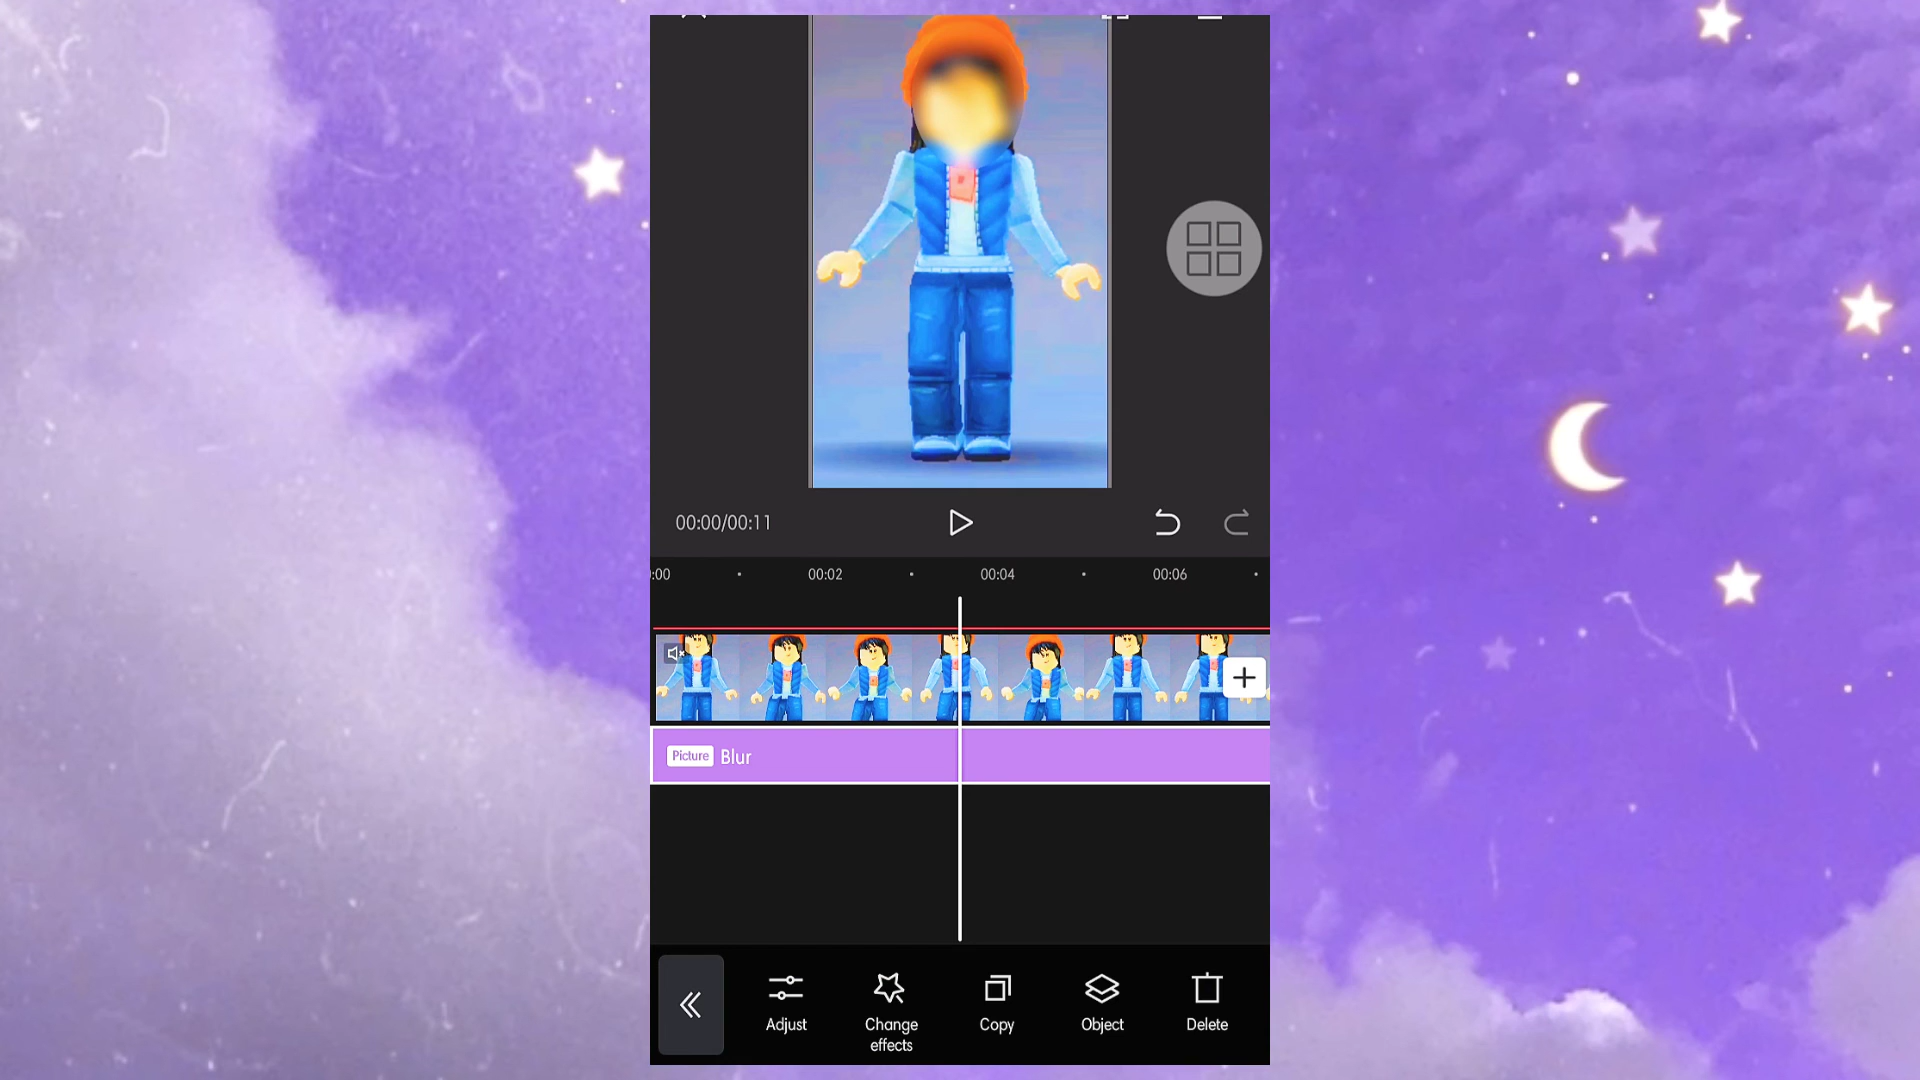 00:00/00:11
:00 00:02 00:04 00:06
Picture Blur
Adjust
Change
effects
Copy
Object
Delete